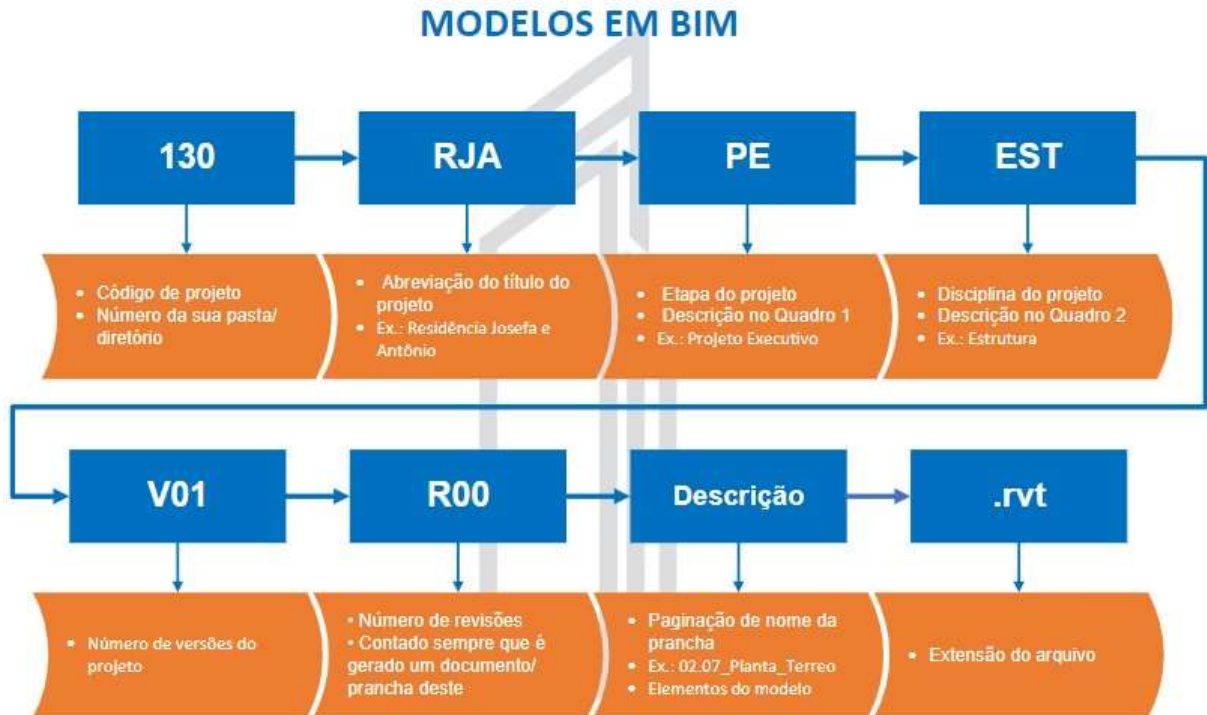 MODELOS EM BIM
130
RJA
PE
EST
• Código de projeto
• Número da sua pasta/
diretório
• Abreviação do título do
projeto
• Ex.: Residência Josefa e
Antônio
• Etapa do projeto
• Descrição no Quadro 1
• Ex.: Projeto Executivo
• Disciplina do projeto
• Descrição no Quadro 2
• Ex.: Estrutura
V01
R00
Descrição
.rvt
• Número de versões do
projeto
• Número de revisões
• Contado sempre que é
gerado um documento/
prancha deste
• Paginação de nome da
prancha
• Ex.: 02.07_Planta_Terreo
• Elementos do modelo
• Extensão do arquivo